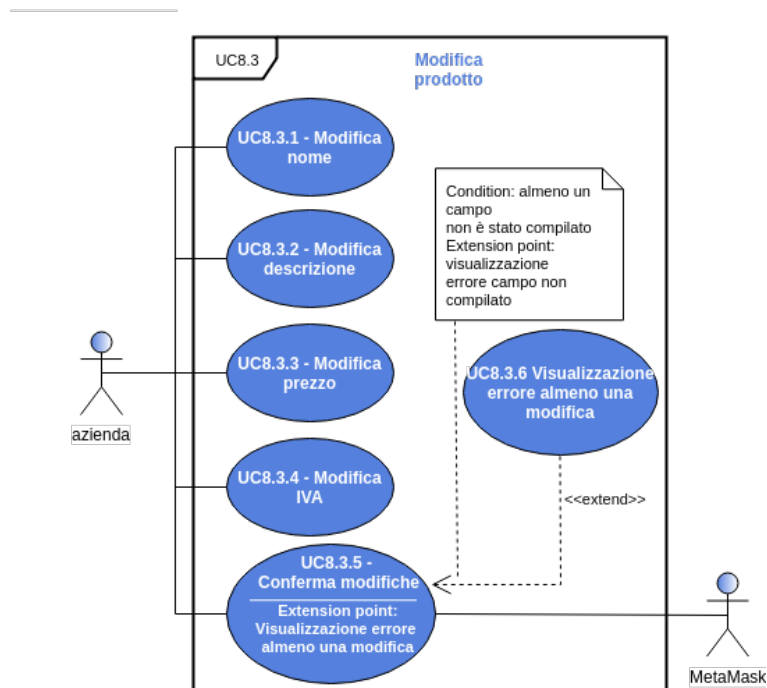 UC8.3
Modifica
prodotto
UC8.3.1 - Modifica
nome
Condition: almeno un
campo
non è stato compilato
Extension point:
visualizzazione
errore campo non
compilato
UC8.3.2 - Modifica
descrizione
UC8.3.3 - Modifica
prezzo
UC8.3.6 Visualizzazione
errore almeno una
modifica
azienda
UC8.3.4 - Modifica
IVA
<<extend>>
UC8.3.5 -
Conferma modifiche
Extension point:
Visualizzazione errore
almeno una modifica
MetaMask